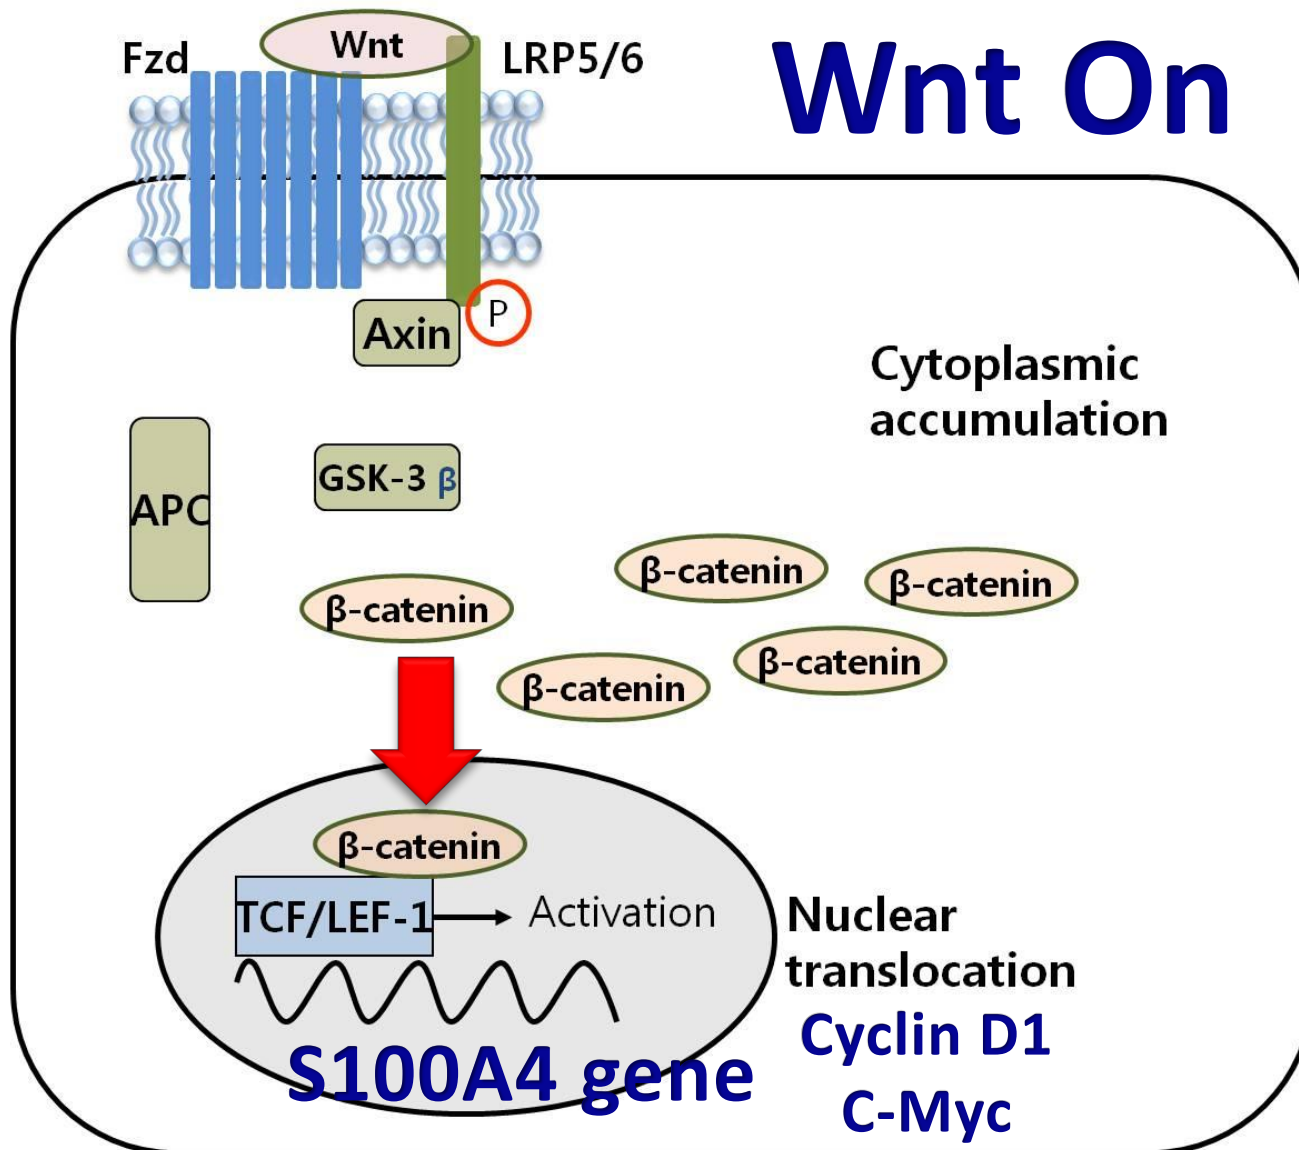 Wnt On
Fzd
Wnt
LRP5/6
Axin
P
Cytoplasmic
accumulation
APC
GSK-3 β
β-catenin
β-catenin
β-catenin
β-catenin
β-catenin
β-catenin
TCF/LEF-1
Activation
Nuclear
translocation
Cyclin D1
S100A4 gene
C-Myc